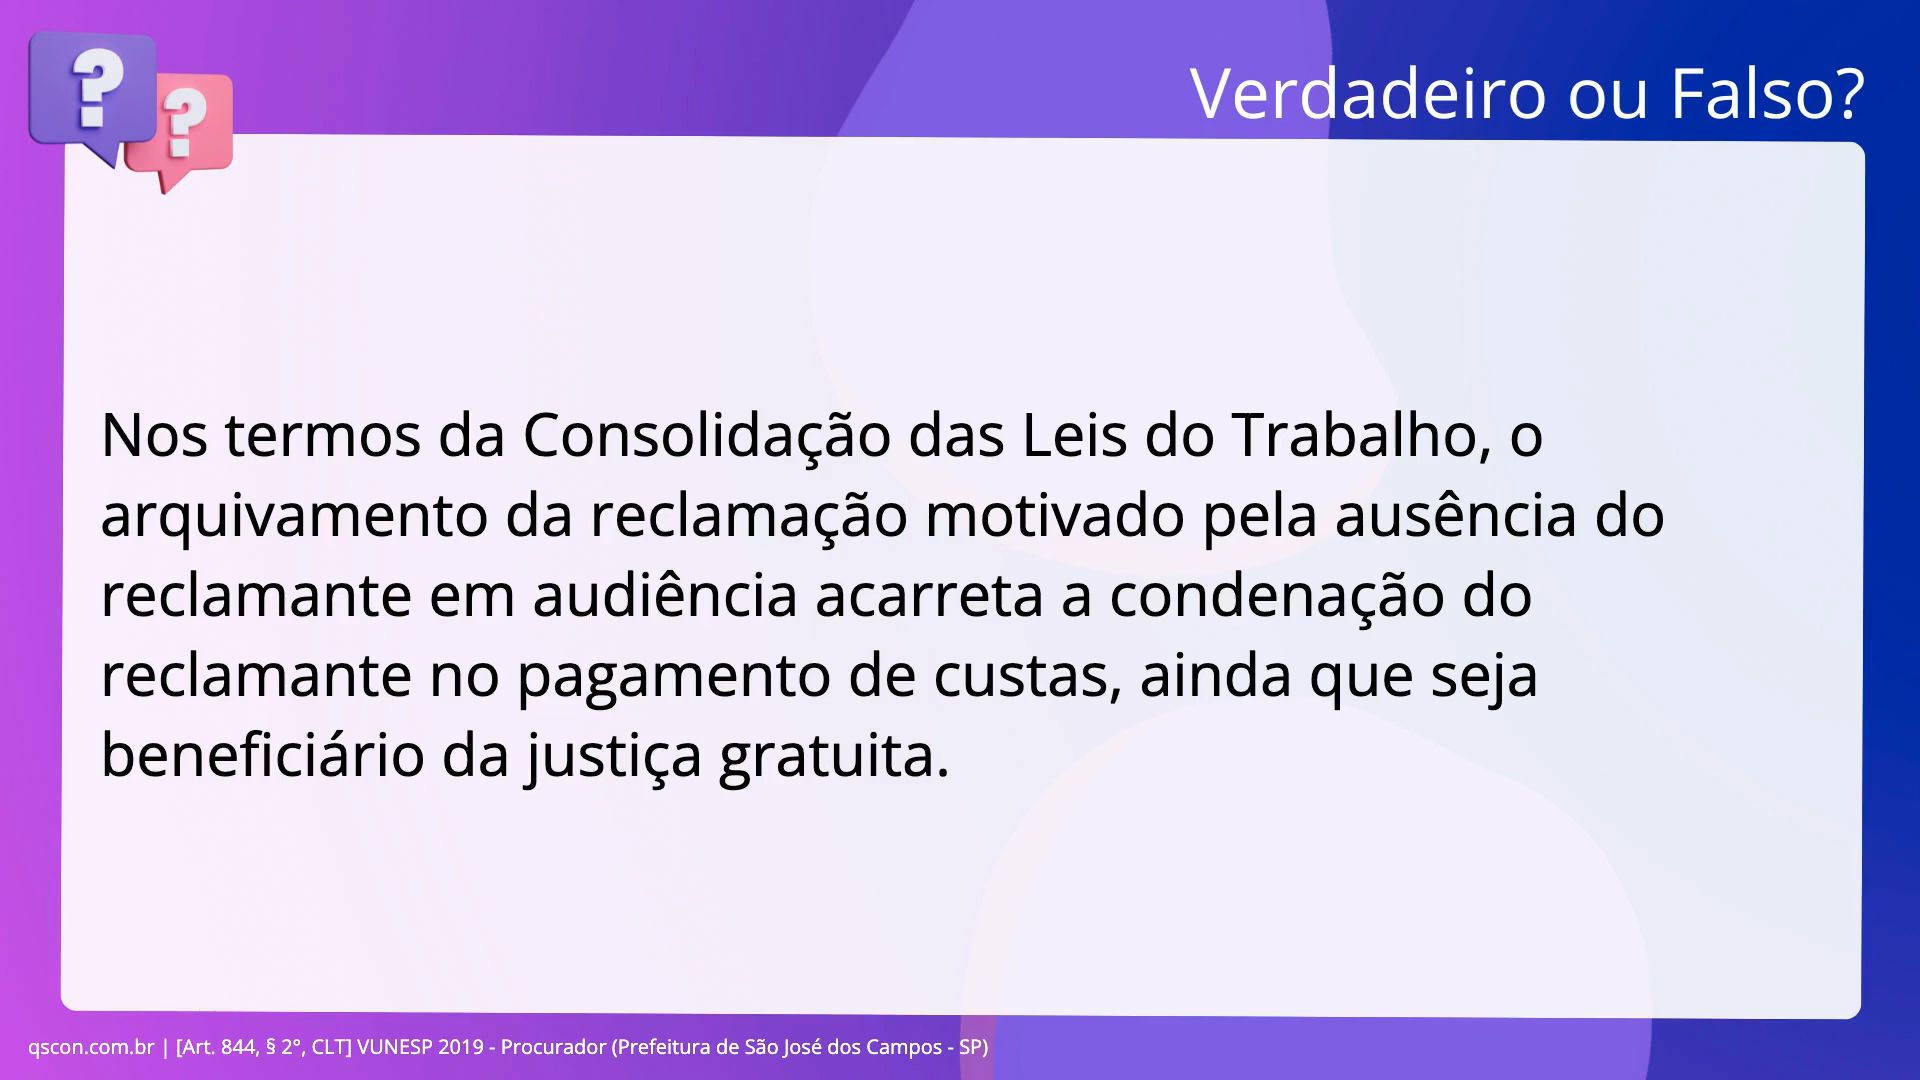 ?
?
Verdadeiro ou Falso?
Nos termos da Consolidação das Leis do Trabalho, o
arquivamento da reclamação motivado pela ausência do
reclamante em audiência acarreta a condenação do
reclamante no pagamento de custas, ainda que seja
beneficiário da justiça gratuita.
qscon.com.br | [Art. 844, § 2°, CLT] VUNESP 2019 - Procurador (Prefeitura de São José dos Campos - SP)